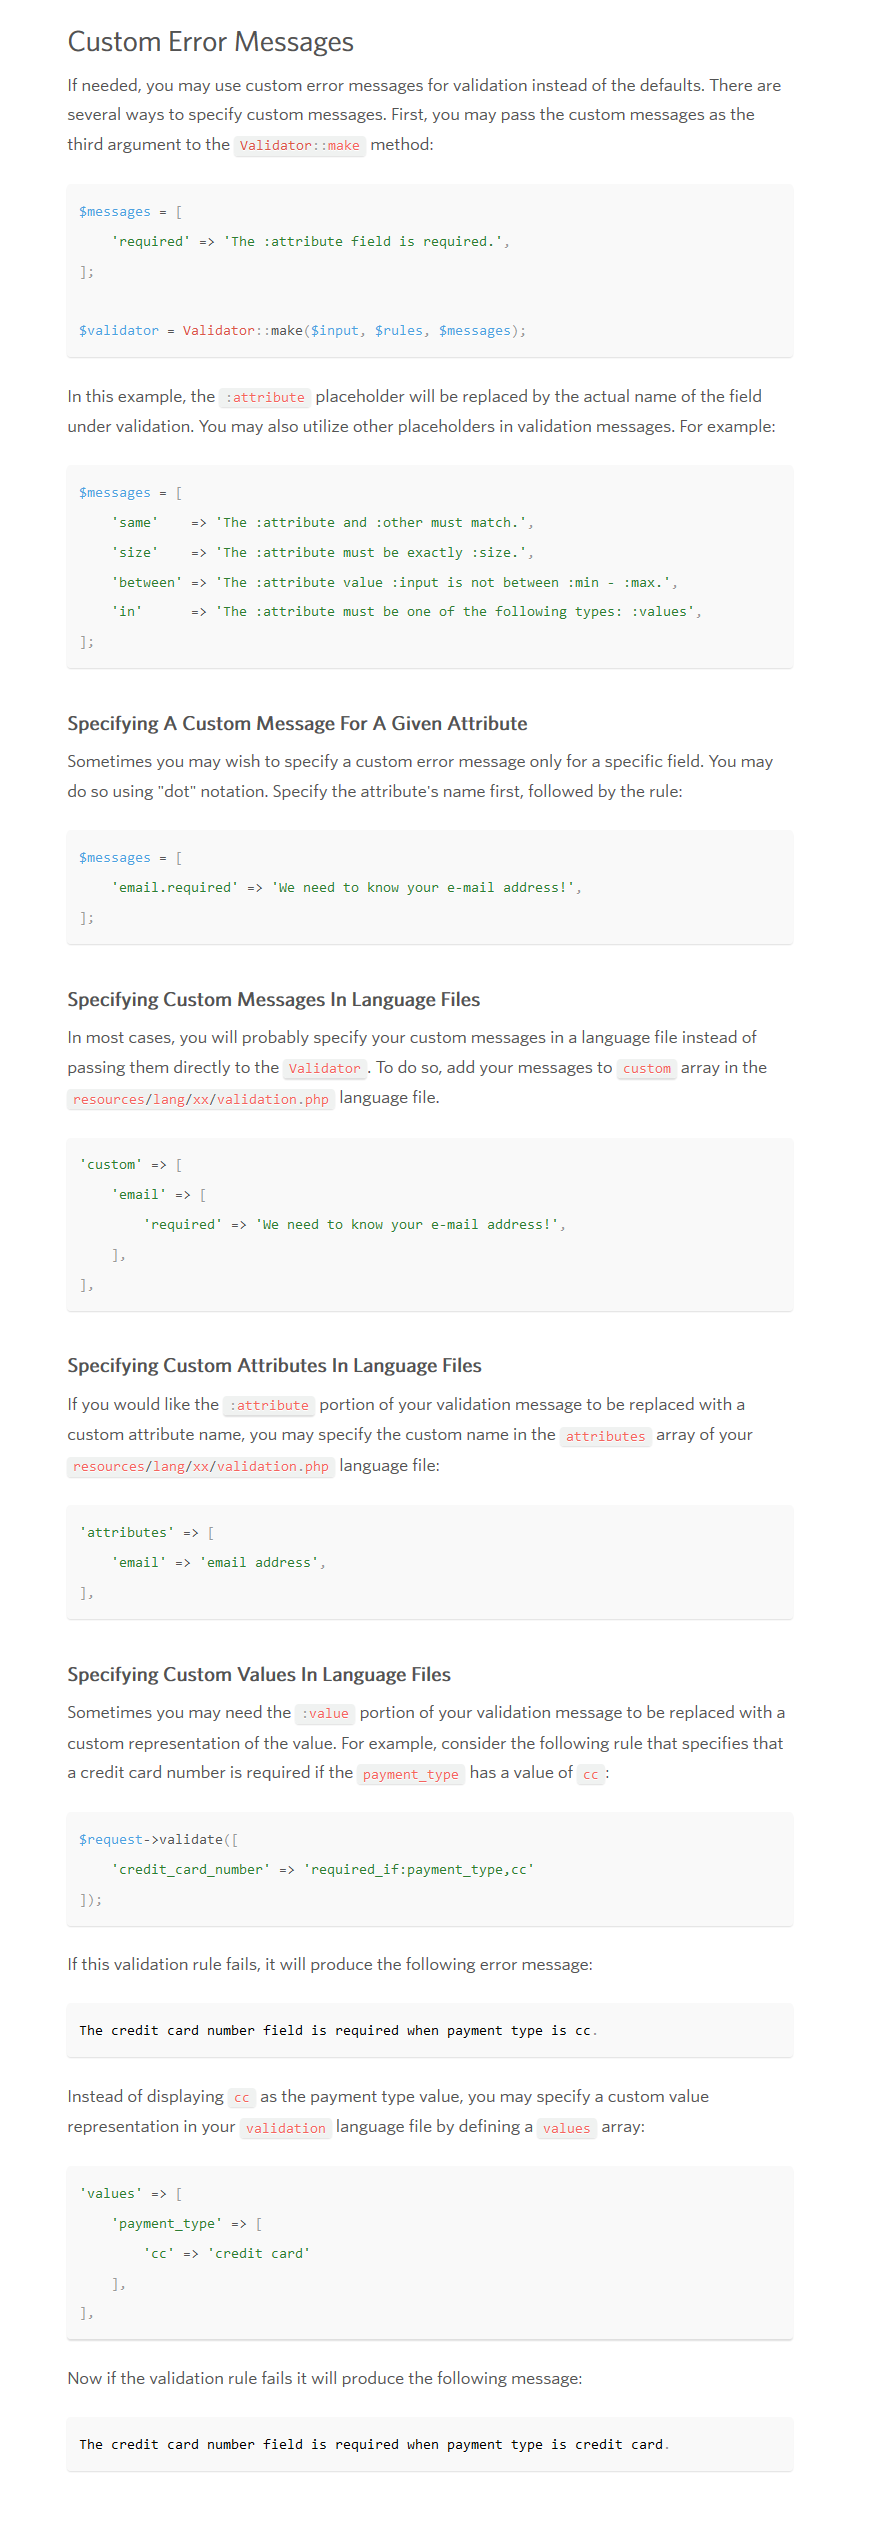 Custom Error Messages
If needed, you may use custom error messages for validation instead of the defaults. There are
several ways to specify custom messages. First, you may pass the custom messages as the
third argument to the Validator::make method:
$messages = [
    'required' => 'The :attribute field is required.',
];
$validator = Validator::make($input, $rules, $messages);
In this example, the :attribute placeholder will be replaced by the actual name of the field
under validation. You may also utilize other placeholders in validation messages. For example:
$messages = [
    'same'    => 'The :attribute and :other must match.',
    'size'    => 'The :attribute must be exactly :size.',
    'between' => 'The :attribute value :input is not between :min - :max.',
    'in'      => 'The :attribute must be one of the following types: :values',
];
Specifying A Custom Message For A Given Attribute
Sometimes you may wish to specify a custom error message only for a specific field. You may
do so using "dot" notation. Specify the attribute's name first, followed by the rule:
$messages = [
    'email.required' => 'We need to know your e-mail address!',
];
Specifying Custom Messages In Language Files
In most cases, you will probably specify your custom messages in a language file instead of
passing them directly to the Validator. To do so, add your messages to custom array in the
resources/lang/xx/validation.php language file.
'custom' => [
    'email' => [
        'required' => 'We need to know your e-mail address!',
    ],
],
Specifying Custom Attributes In Language Files
If you would like the :attribute portion of your validation message to be replaced with a
custom attribute name, you may specify the custom name in the attributes array of your
resources/lang/xx/validation.php language file:
'attributes' => [
    'email' => 'email address',
],
Specifying Custom Values In Language Files
Sometimes you may need the :value portion of your validation message to be replaced with a
custom representation of the value. For example, consider the following rule that specifies that
a credit card number is required if the payment_type has a value of cc:
$request->validate([
    'credit_card_number' => 'required_if:payment_type,cc'
]);
If this validation rule fails, it will produce the following error message:
The credit card number field is required when payment type is cc.
Instead of displaying cc as the payment type value, you may specify a custom value
representation in your validation language file by defining a values array:
'values' => [
    'payment_type' => [
        'cc' => 'credit card'
    ],
],
Now if the validation rule fails it will produce the following message:
The credit card number field is required when payment type is credit card.